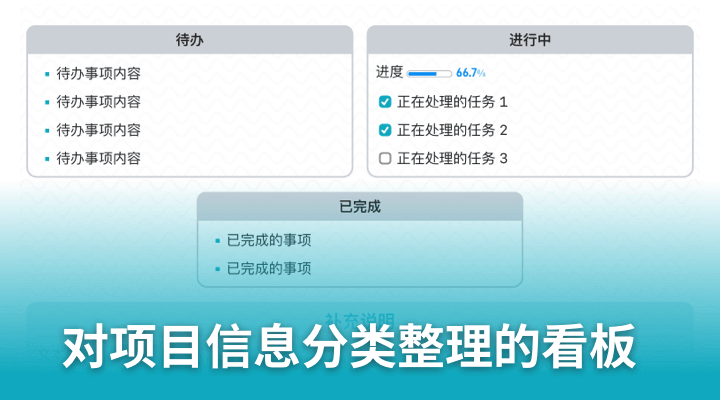 待办
待办事项内容
待办事项内容
待办事项内容
待办事项内容
进行中
进度 66.7%
正在处理的任务 1
正在处理的任务 2
正在处理的任务 3
已完成
已完成的事项
已完成的事项
补充说明
对项目信息分类整理的看板